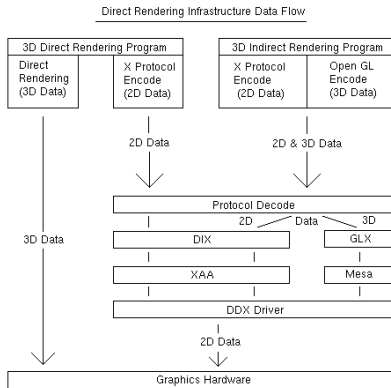 Direct Rendering Infrastructure Data Flow
3D Direct Rendering Program
3D Indirect Rendering Program
Direct
Rendering
(3D Data)
X Protocol
Encode
(2D Data)
X Protocol
Encode
(2D Data)
Open GL
Encode
(3D Data)
2D Data
2D & 3D Data
Protocol Decode
2D
Data
3D
3D Data
DIX
GLX
XAA
Mesa
DDX Driver
2D Data
Graphics Hardware